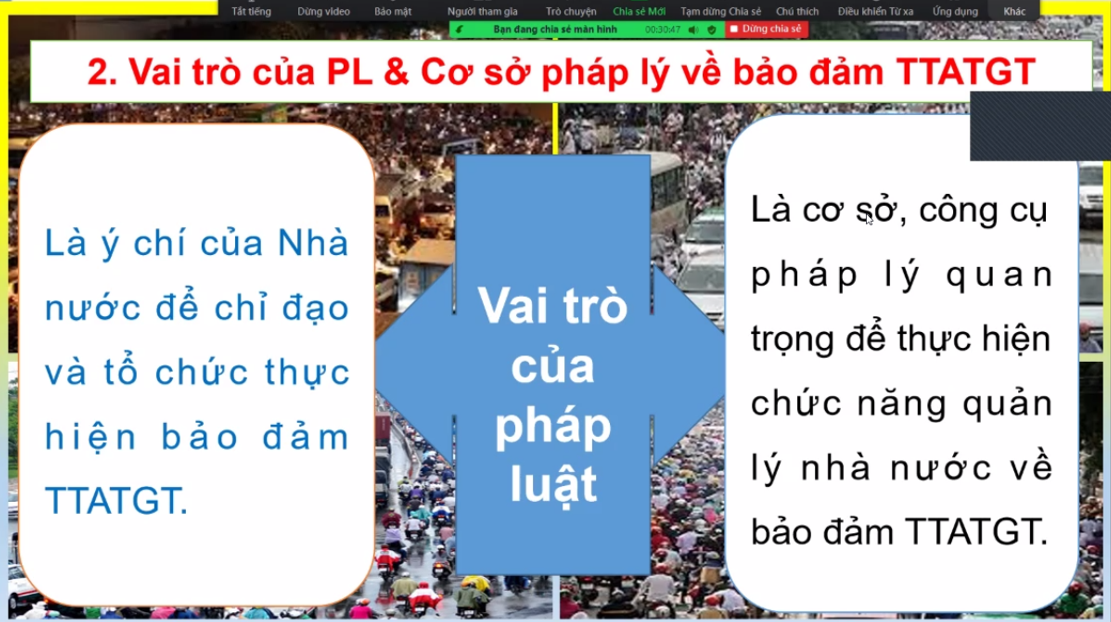 Tắt tiếng Dừng video Bảo mật Người tham gia Trò chuyện Chia sẻ Mới Tạm dừng Chia sẻ Chú thích Điều khiển Từ xa Ứng dụng Khác
Bạn đang chia sẻ màn hình 00:30:47 Dừng chia sẻ
2. Vai trò của PL & Cơ sở pháp lý về bảo đảm TTATGT
Là ý chí của Nhà
nước để chỉ đạo
và tổ chức thực
hiện bảo đảm
TTATGT.
Vai trò
của
pháp
luật
Là cơ sở, công cụ
pháp lý quan
trọng để thực hiện
chức năng quản
lý nhà nước về
bảo đảm TTATGT.